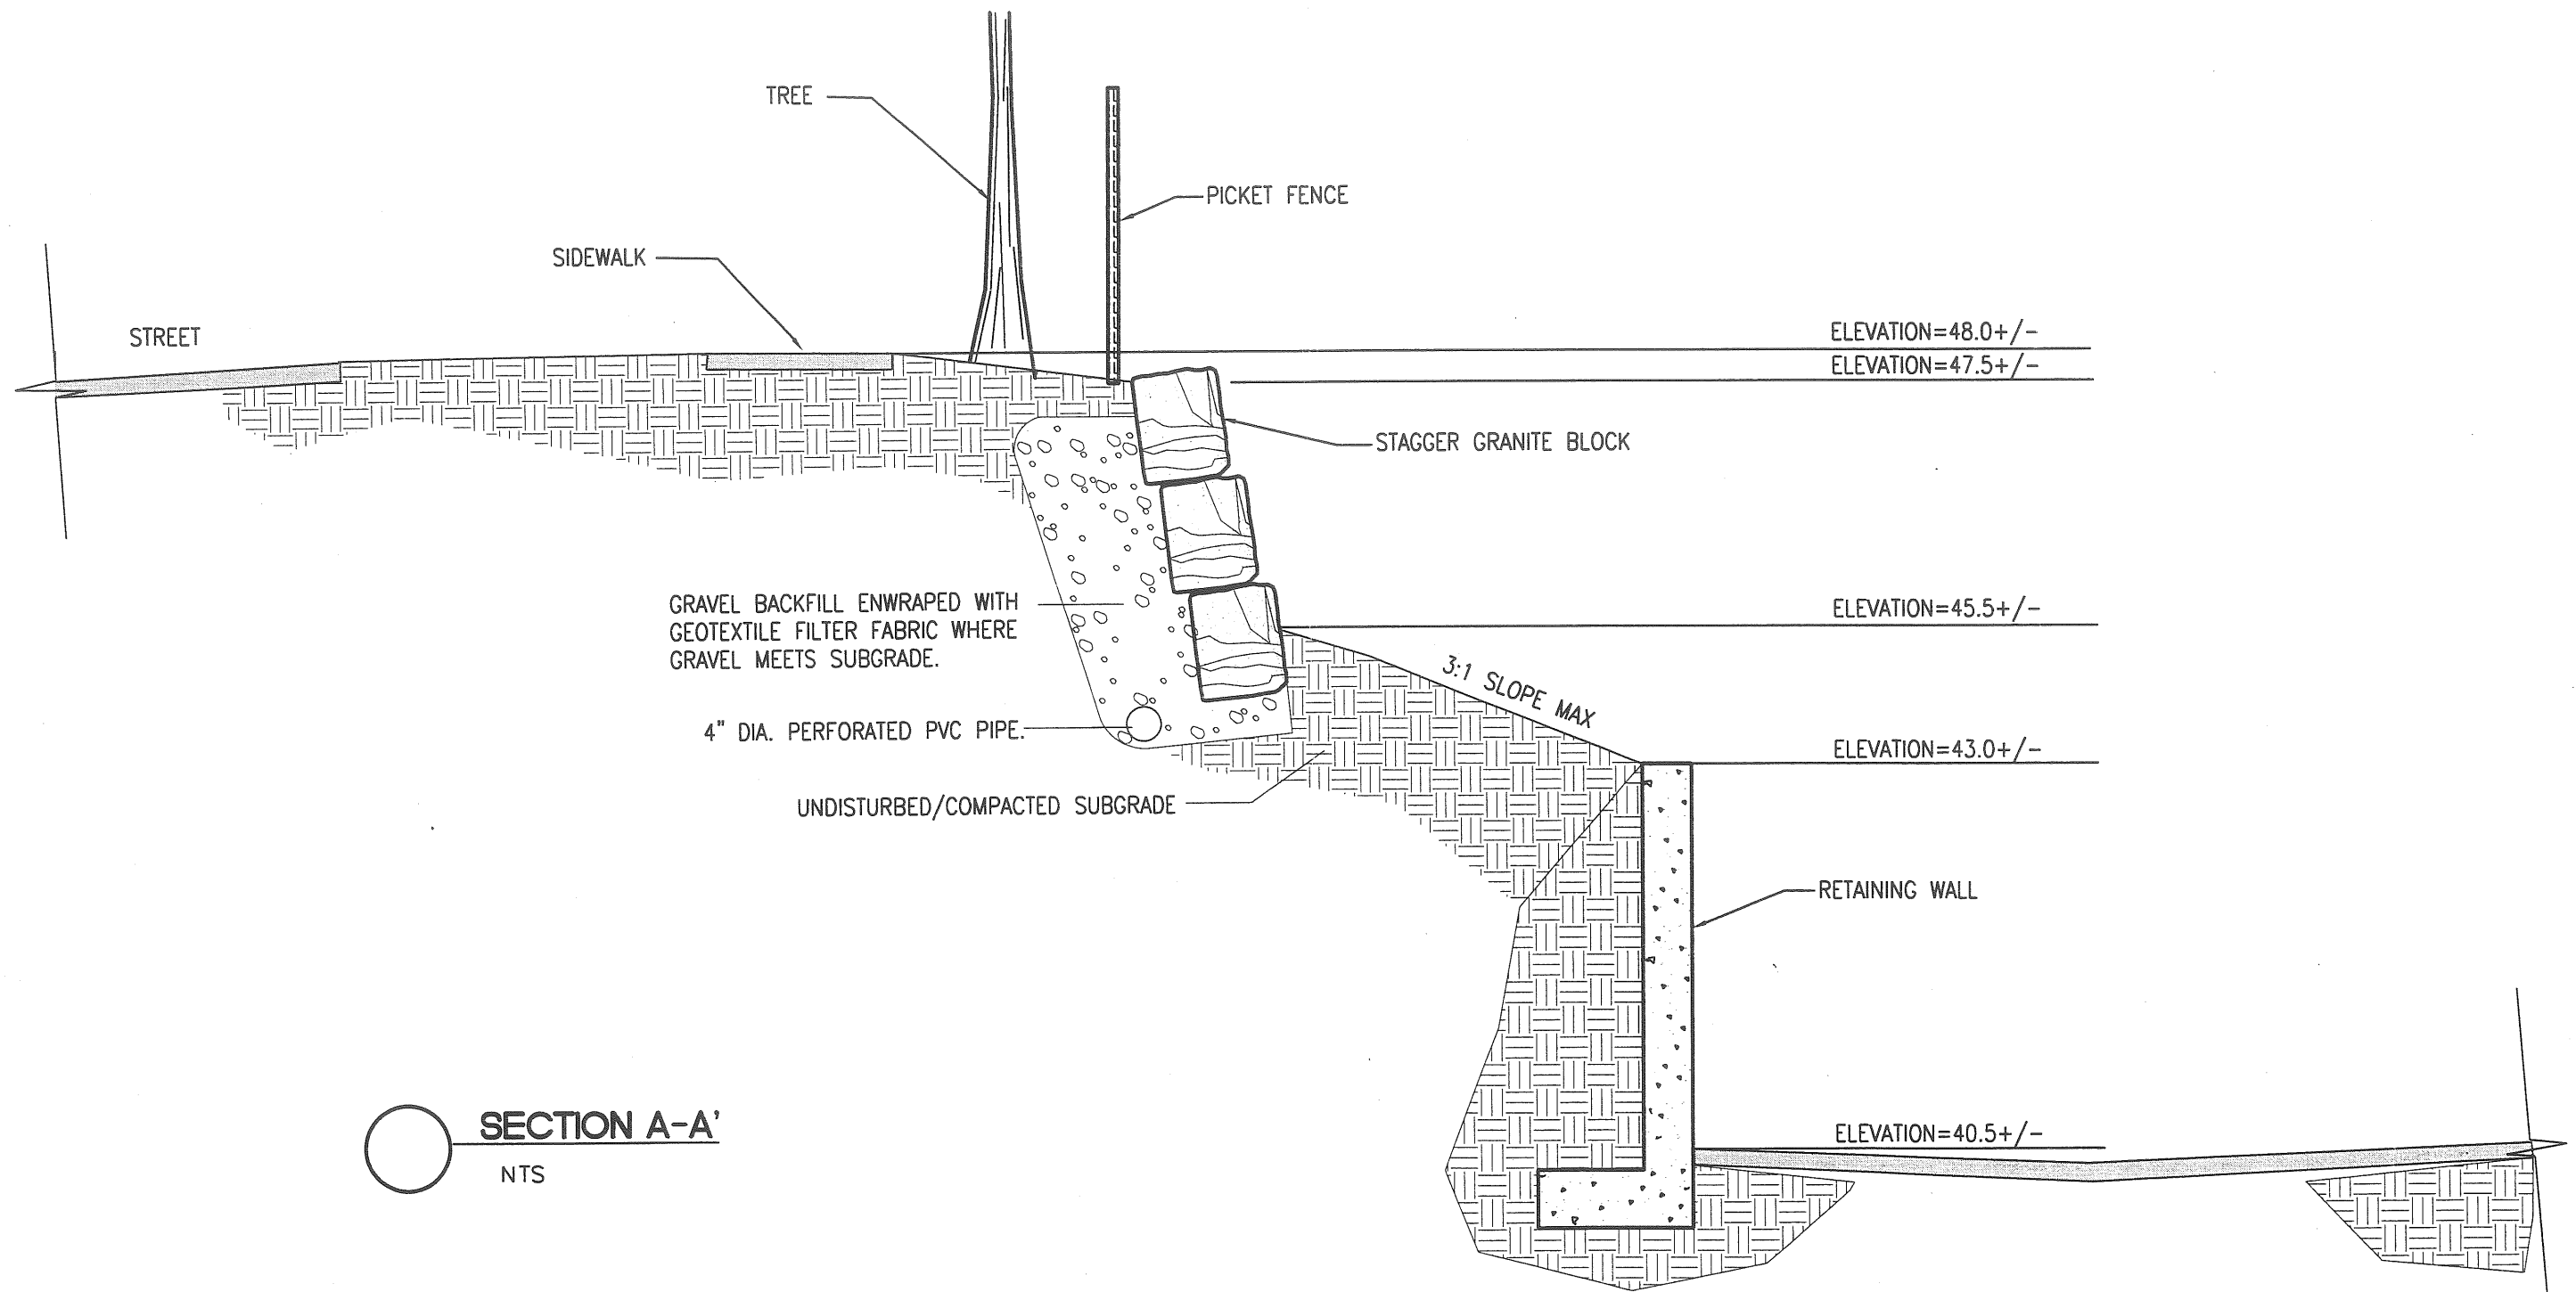 TREE
PICKET FENCE
SIDEWALK
STREET
ELEVATION=48.0+/-
ELEVATION=47.5+/-
STAGGER GRANITE BLOCK
GRAVEL BACKFILL ENWRAPED WITH
GEOTEXTILE FILTER FABRIC WHERE
GRAVEL MEETS SUBGRADE.
ELEVATION=45.5+/-
3:1 SLOPE MAX
4" DIA. PERFORATED PVC PIPE.
ELEVATION=43.0+/-
UNDISTURBED/COMPACTED SUBGRADE
RETAINING WALL
ELEVATION=40.5+/-
SECTION A-A'
NTS